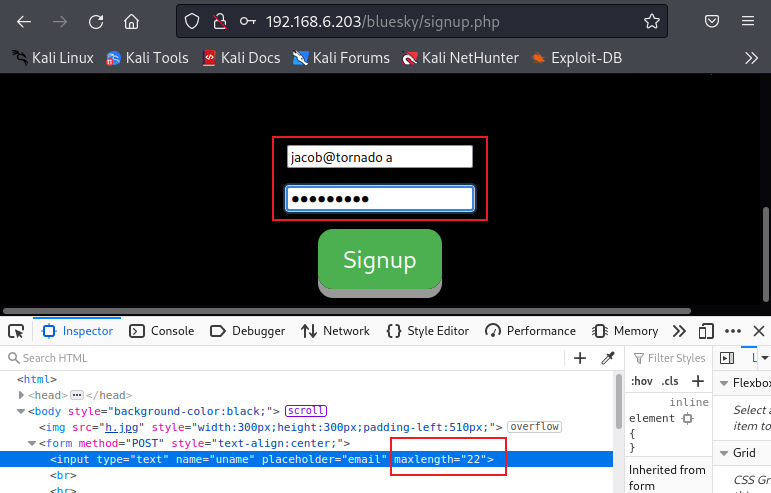 192.168.6.203/bluesky/signup.php
Kali Linux Kali Tools Kali Docs Kali Forums Kali NetHunter Exploit-DB
jacob@tornado a
●●●●●●●●●
Signup
Inspector Console Debugger Network Style Editor Performance Memory
Search HTML
Filter Styles
:hov .cls
Flexbox
<html>
<head> ••• </head>
<body style="background-color:black;"> scroll
<img src="h.jpg" style="width:300px;height:300px;padding-left:510px;"> overflow
<form method="POST" style="text-align:center;">
<input type="text" name="uname" placeholder="email" maxlength="22">
<br>
<br>
inline
element
{
}
Inherited from
form
Select a
item to
Grid
CSS Gr